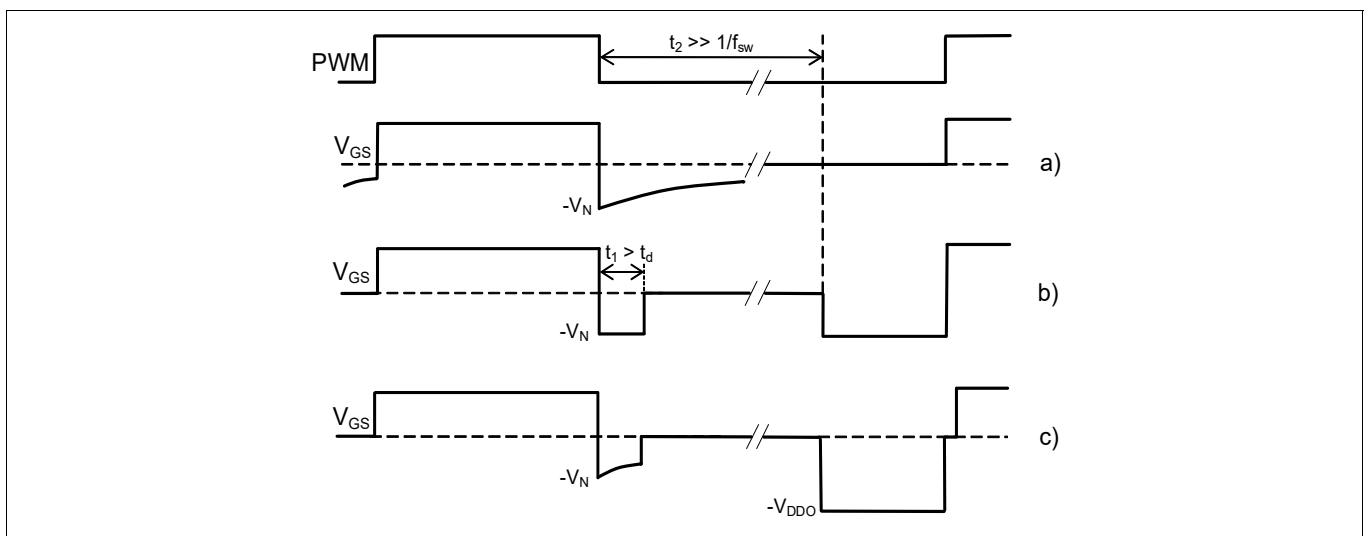 t₂ >> 1/fsw
PWM
VGS
a)
-VN
t₁ > td
VGS
b)
-VN
VGS
c)
-VN
-VDDO